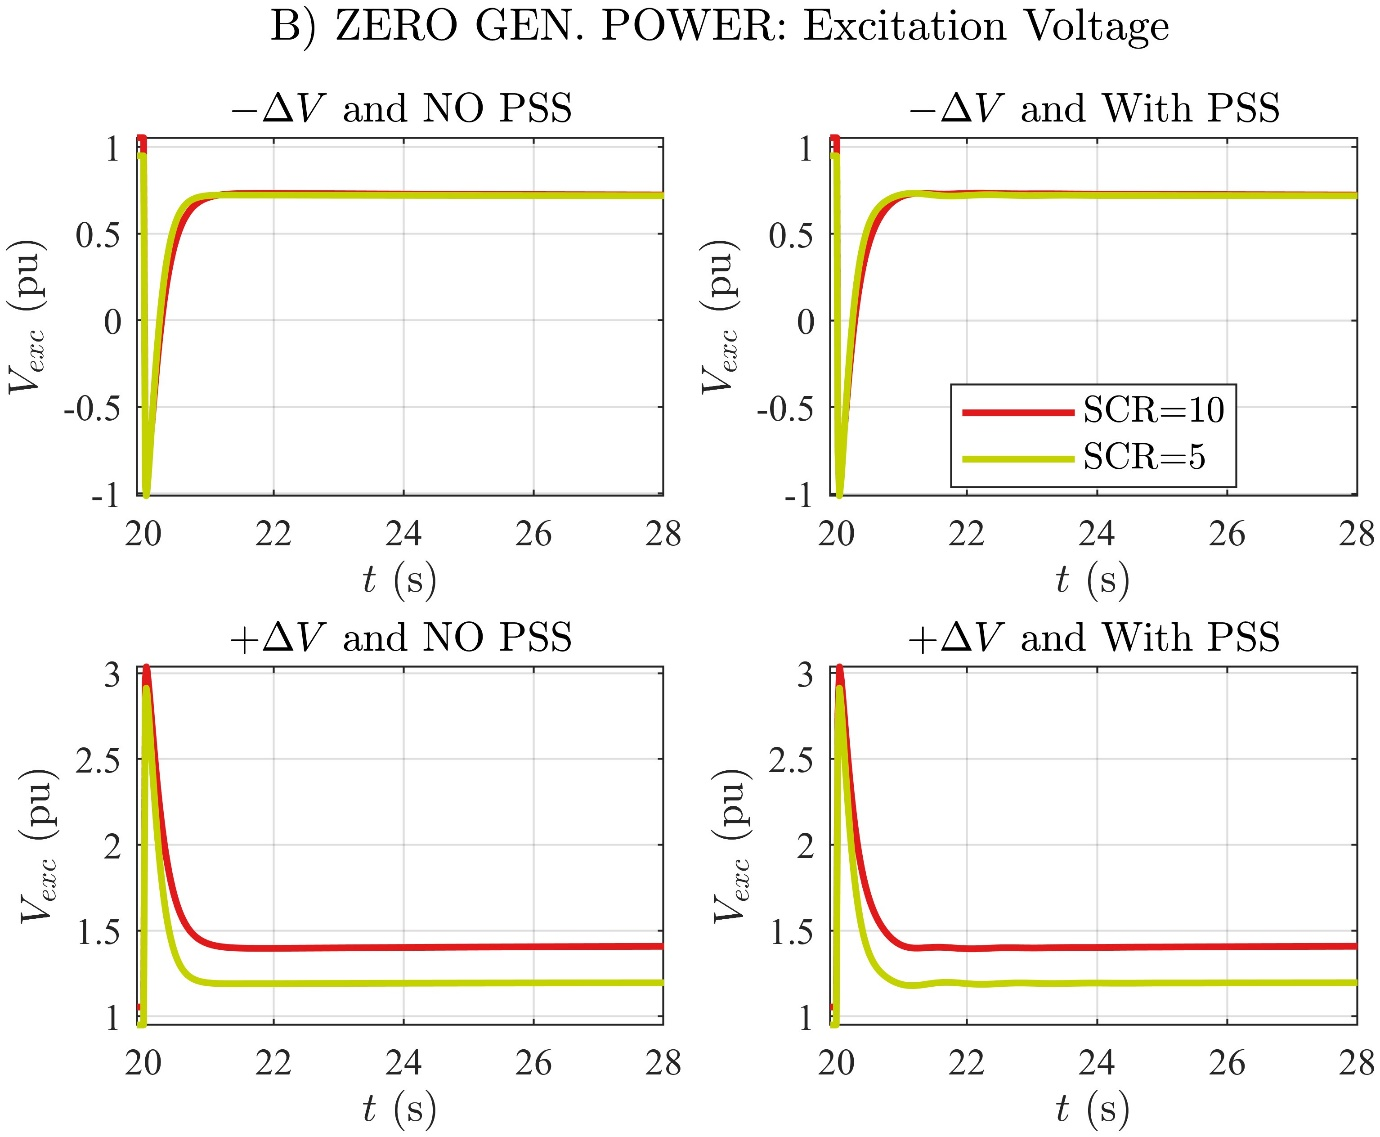 B) ZERO GEN. POWER: Excitation Voltage
−ΔV and NO PSS
1
0.5
0
-0.5
-1
V_exc (pu)
20 22 24 26 28
t (s)
−ΔV and With PSS
1
0.5
0
-0.5
-1
V_exc (pu)
SCR=10
SCR=5
20 22 24 26 28
t (s)
+ΔV and NO PSS
3
2.5
2
1.5
1
V_exc (pu)
20 22 24 26 28
t (s)
+ΔV and With PSS
3
2.5
2
1.5
1
V_exc (pu)
20 22 24 26 28
t (s)